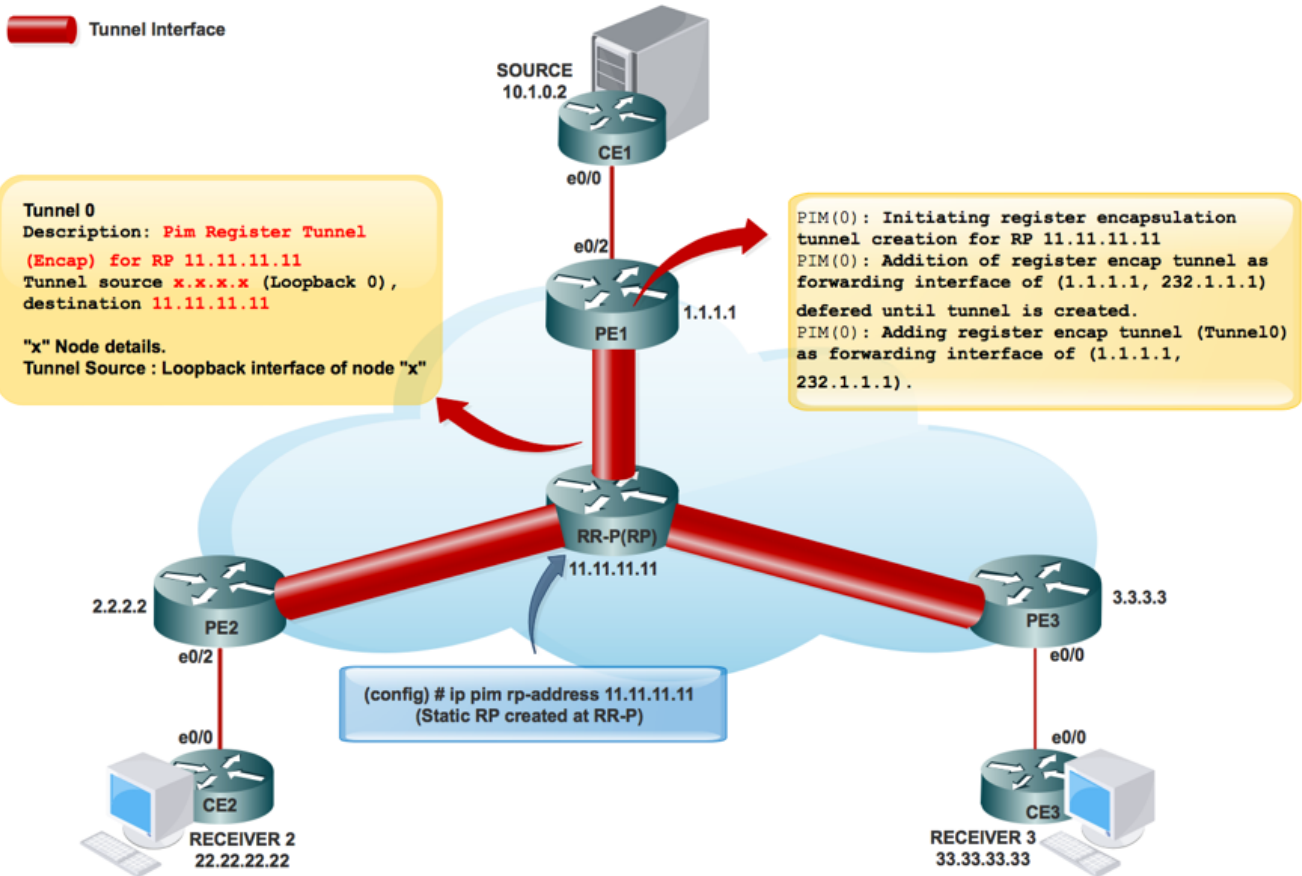 Tunnel Interface
SOURCE
10.1.0.2
CE1
e0/0
Tunnel 0
Description: Pim Register Tunnel
(Encap) for RP 11.11.11.11
Tunnel source x.x.x.x (Loopback 0),
destination 11.11.11.11
"x" Node details.
Tunnel Source : Loopback interface of node "x"
PIM(0): Initiating register encapsulation
tunnel creation for RP 11.11.11.11
PIM(0): Addition of register encap tunnel as
forwarding interface of (1.1.1.1, 232.1.1.1)
defered until tunnel is created.
PIM(0): Adding register encap tunnel (Tunnel0)
as forwarding interface of (1.1.1.1,
232.1.1.1).
e0/2
1.1.1.1
PE1
RR-P(RP)
11.11.11.11
2.2.2.2
PE2
e0/2
3.3.3.3
PE3
e0/0
(config) # ip pim rp-address 11.11.11.11
(Static RP created at RR-P)
e0/0
CE2
RECEIVER 2
22.22.22.22
e0/0
CE3
RECEIVER 3
33.33.33.33